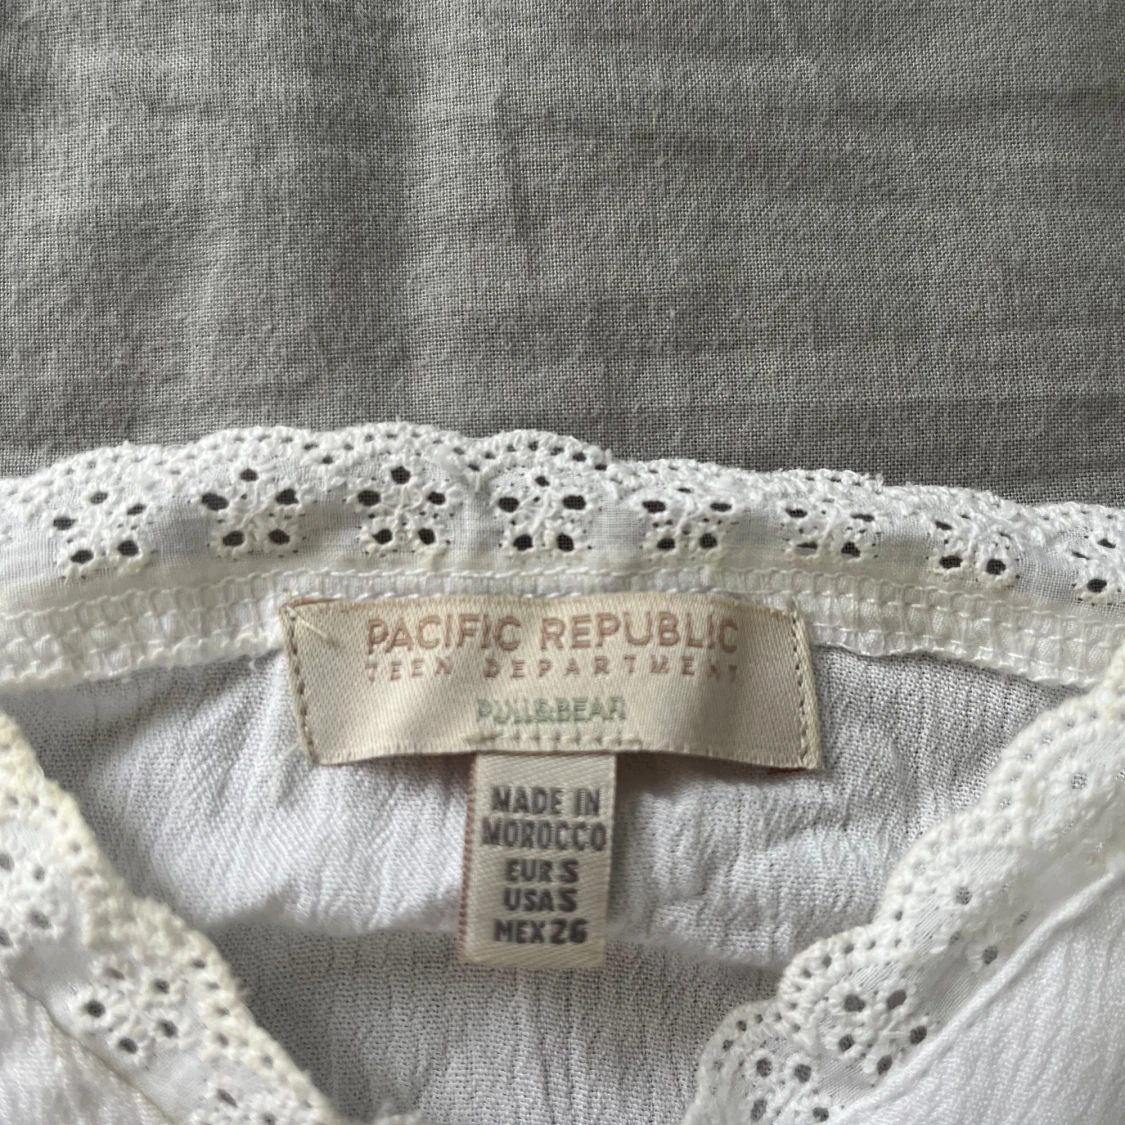 PACIFIC REPUBLIC
TEEN DEPARTMENT
PULL&BEAR
MADE IN
MOROCCO
EUR S
USA S
MEX 26